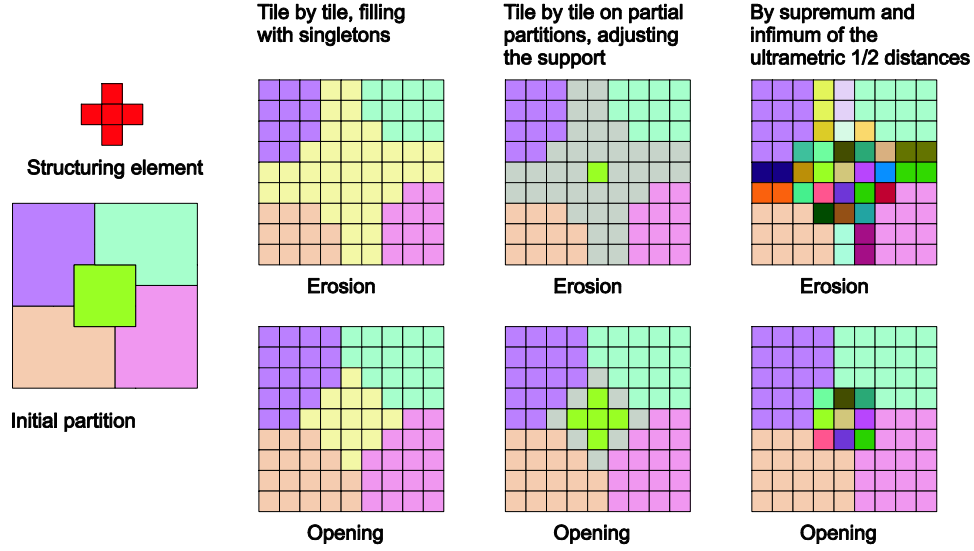 Tile by tile, filling
with singletons
Tile by tile on partial
partitions, adjusting
the support
By supremum and
infimum of the
ultrametric 1/2 distances
Structuring element
Initial partition
Erosion
Erosion
Erosion
Opening
Opening
Opening